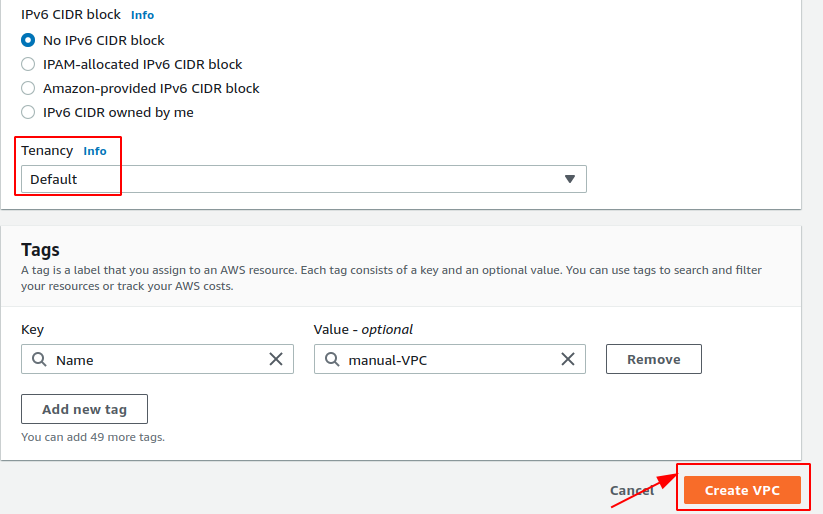 IPv6 CIDR block Info
No IPv6 CIDR block
IPAM-allocated IPv6 CIDR block
Amazon-provided IPv6 CIDR block
IPv6 CIDR owned by me
Tenancy Info
Default
Tags
A tag is a label that you assign to an AWS resource. Each tag consists of a key and an optional value. You can use tags to search and filter
your resources or track your AWS costs.
Key Value - optional
Name manual-VPC Remove
Add new tag
You can add 49 more tags.
Cancel Create VPC